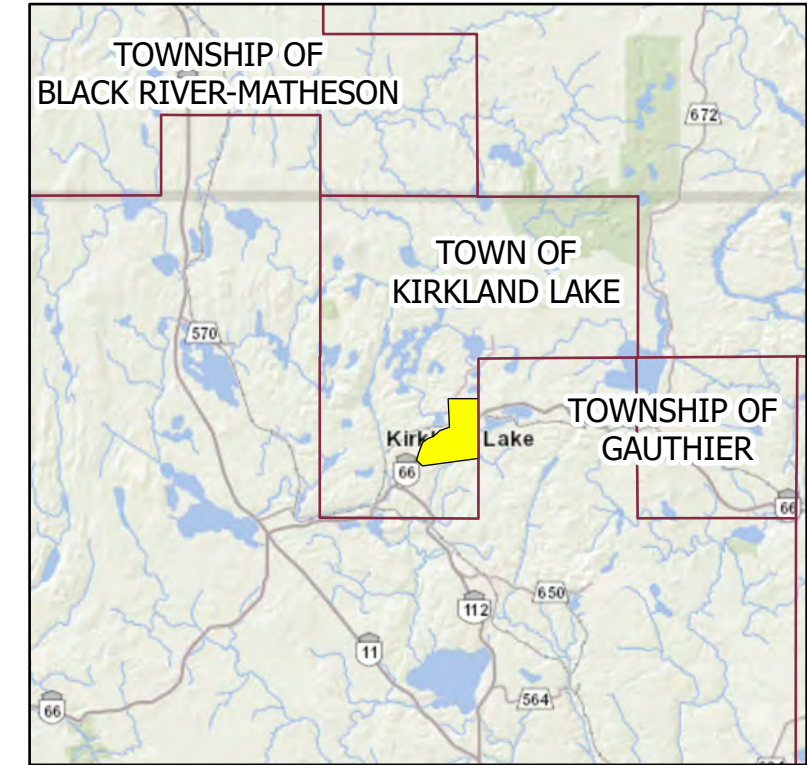 TOWNSHIP OF
BLACK RIVER-MATHESON
672
TOWN OF
KIRKLAND LAKE
570
TOWNSHIP OF
GAUTHIER
Lake
66
66
650
112
11
564
66